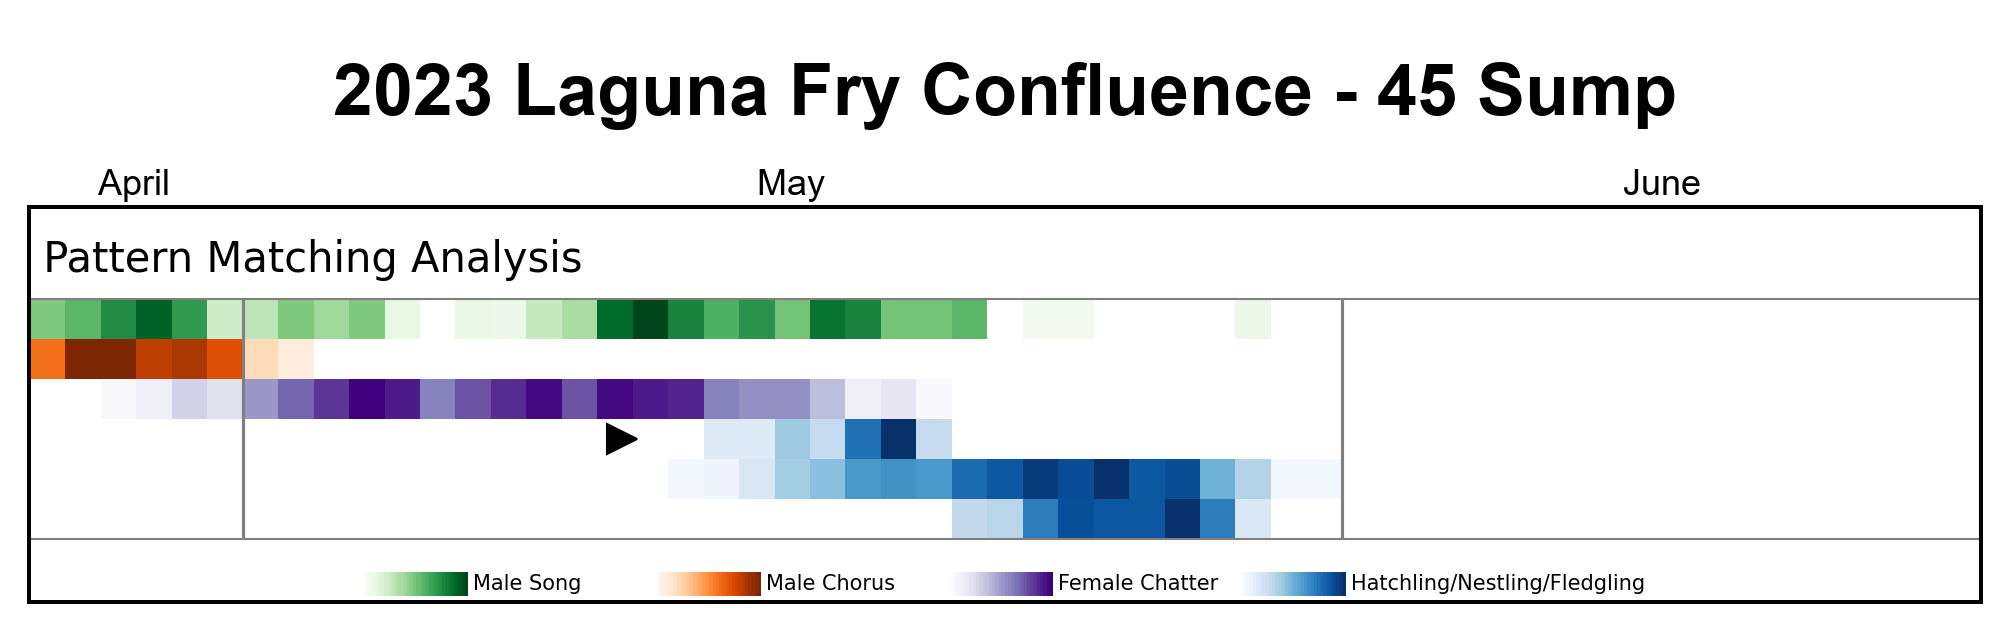 2023 Laguna Fry Confluence - 45 Sump
April May June
Pattern Matching Analysis
Male Song Male Chorus Female Chatter Hatchling/Nestling/Fledgling